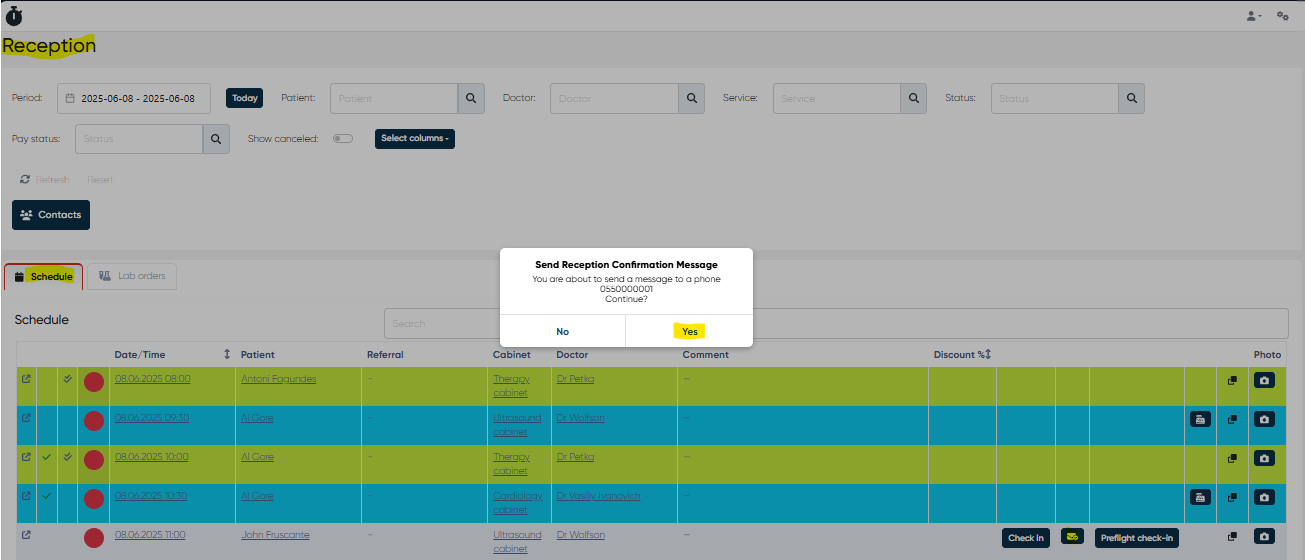 Reception
Period: 2025-06-08 - 2025-06-08 Today Patient: Patient Doctor: Doctor Service: Service Status: Status
Pay status: Status Show canceled: Select columns
Refresh Reset
Contacts
Schedule Lab orders
Send Reception Confirmation Message
You are about to send a message to a phone
0550000001
Continue?
No Yes
Schedule Search
Date/Time Patient Referral Cabinet Doctor Comment Discount % Photo
08.06.2025 08:00 Antoni Fagundes - Therapy cabinet Dr Petka -
08.06.2025 09:30 Al Gore - Ultrasound cabinet Dr Wolfson -
08.06.2025 10:00 Al Gore - Therapy cabinet Dr Petka -
08.06.2025 10:30 Al Gore - Cardiology cabinet Dr Vasiliy Ivanovich -
08.06.2025 11:00 John Fruscante - Ultrasound cabinet Dr Wolfson - Check in Preflight check-in